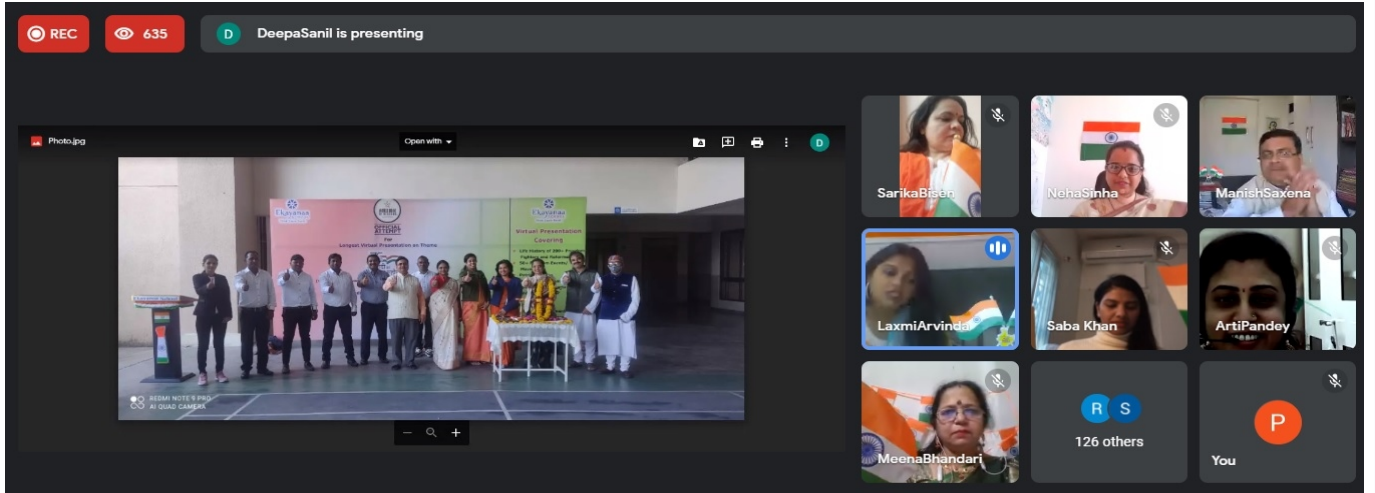 REC
635
D
DeepaSanil is presenting
Photo.jpg
Open with
D
OFFICIAL
ATTEMPT
For
Longest Virtual Presentation on Theme
Virtual Presentation
Covering
REDMI NOTE 9 PRO
AI QUAD CAMERA
SarikaBisen
NehaSinha
ManishSaxena
LaxmiArvinda
Saba Khan
ArtiPandey
MeenaBhandari
R S
126 others
P
You